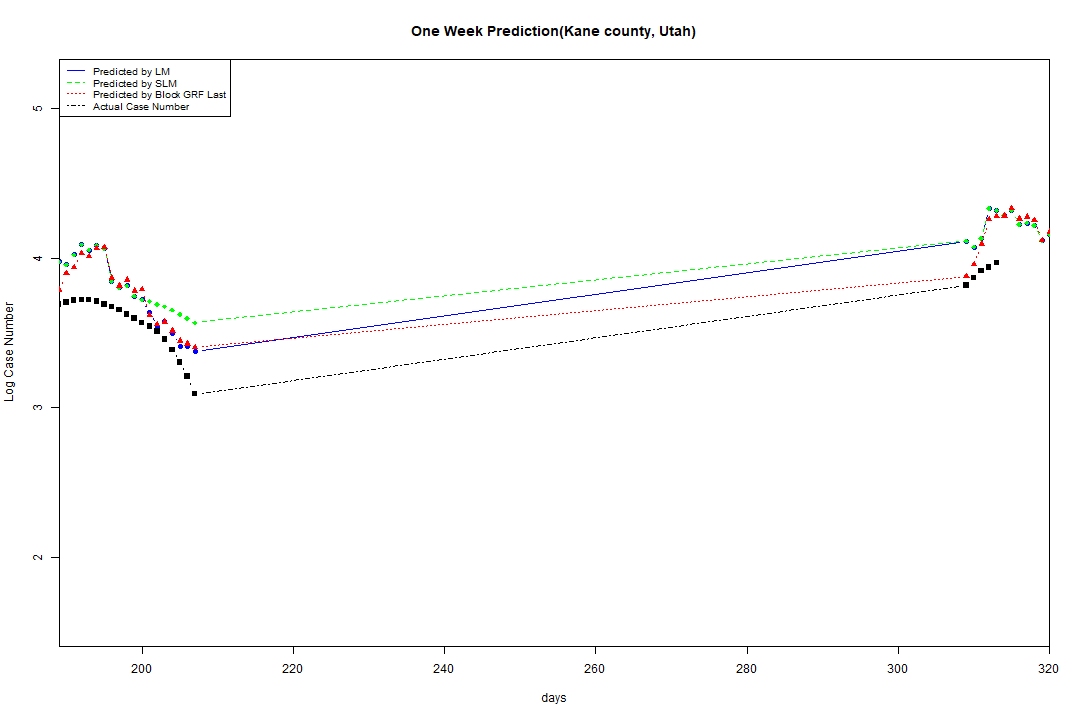 One Week Prediction(Kane county, Utah)
Predicted by LM
Predicted by SLM
Predicted by Block GRF Last
Actual Case Number
5
4
3
2
Log Case Number
200 220 240 260 280 300 320
days